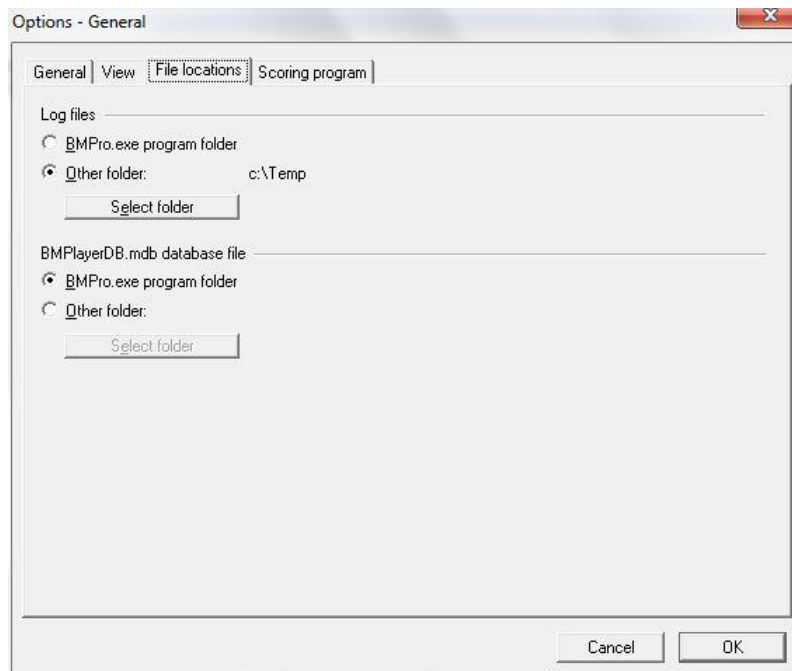 Options - General
General View File locations Scoring program
Log files
BMPro.exe program folder
Other folder: c:\Temp
Select folder
BMPlayerDB.mdb database file
BMPro.exe program folder
Other folder:
Select folder
Cancel OK